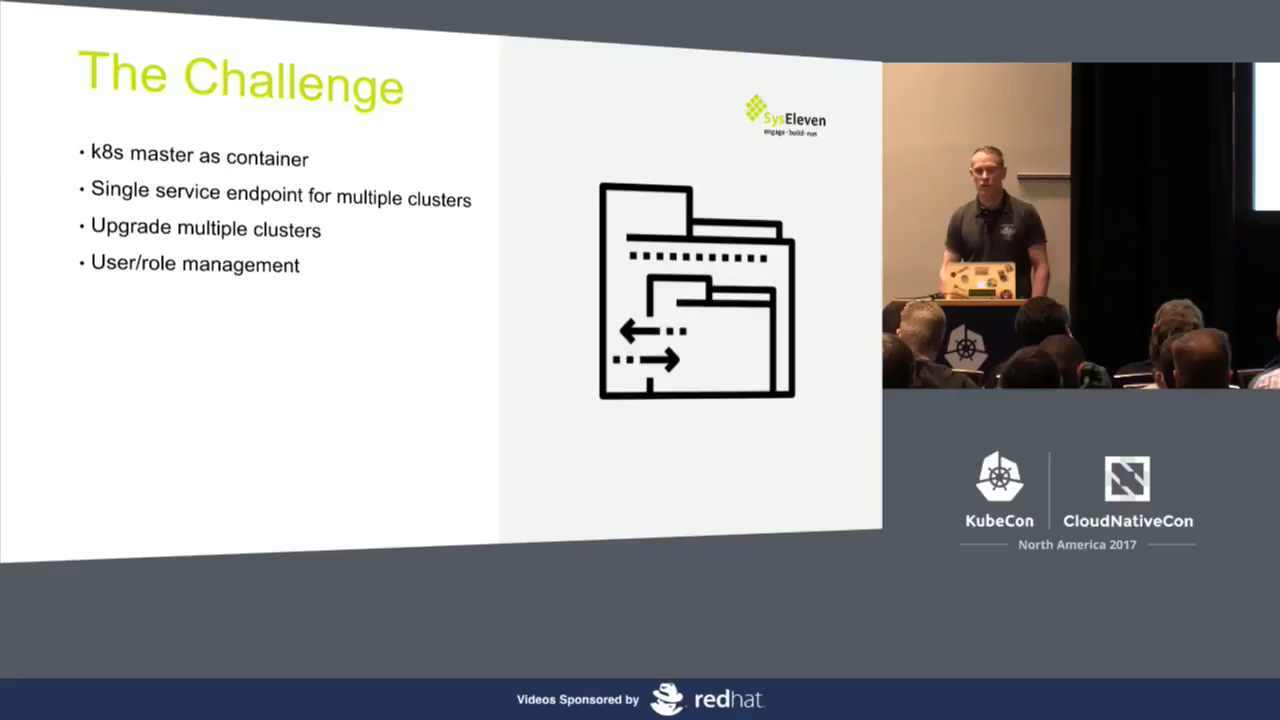 The Challenge
SysEleven
engage · build · run
• k8s master as container
• Single service endpoint for multiple clusters
• Upgrade multiple clusters
• User/role management
KubeCon
CloudNativeCon
North America 2017
Videos Sponsored by
redhat.